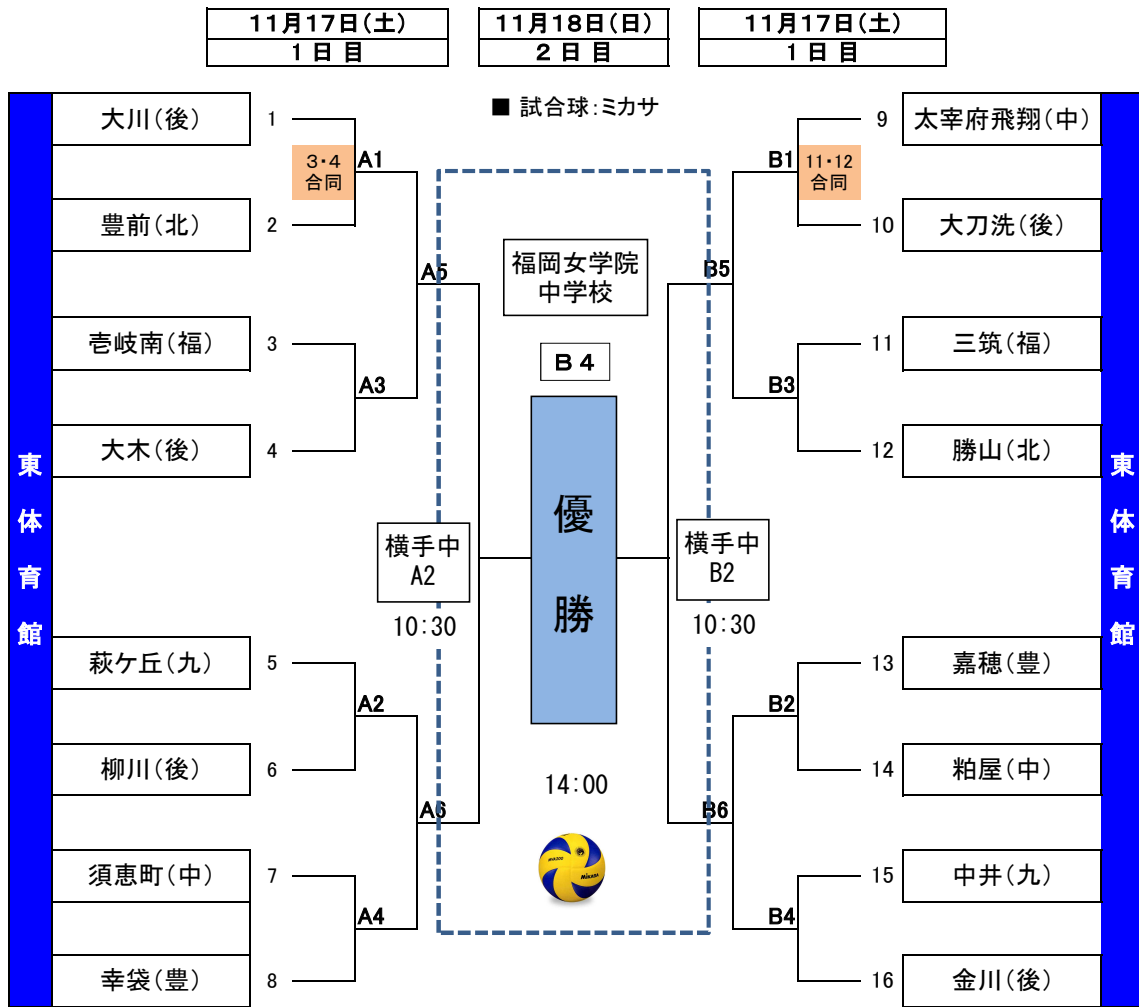 11月17日(土)
1 日 目
11月18日(日)
2 日 目
11月17日(土)
1 日 目
■ 試合球:ミカサ
東体育館
大川(後)
1
3・4
合同
A1
豊前(北)
2
A5
壱岐南(福)
3
A3
大木(後)
4
横手中
A2
10:30
萩ケ丘(九)
5
A2
柳川(後)
6
A6
須恵町(中)
7
A4
幸袋(豊)
8
福岡女学院
中学校
B 4
優勝
14:00
MIKASA
9
太宰府飛翔(中)
B1
11・12
合同
10
大刀洗(後)
B5
11
三筑(福)
B3
12
勝山(北)
横手中
B2
10:30
13
嘉穂(豊)
B2
14
粕屋(中)
B6
15
中井(九)
B4
16
金川(後)
東体育館